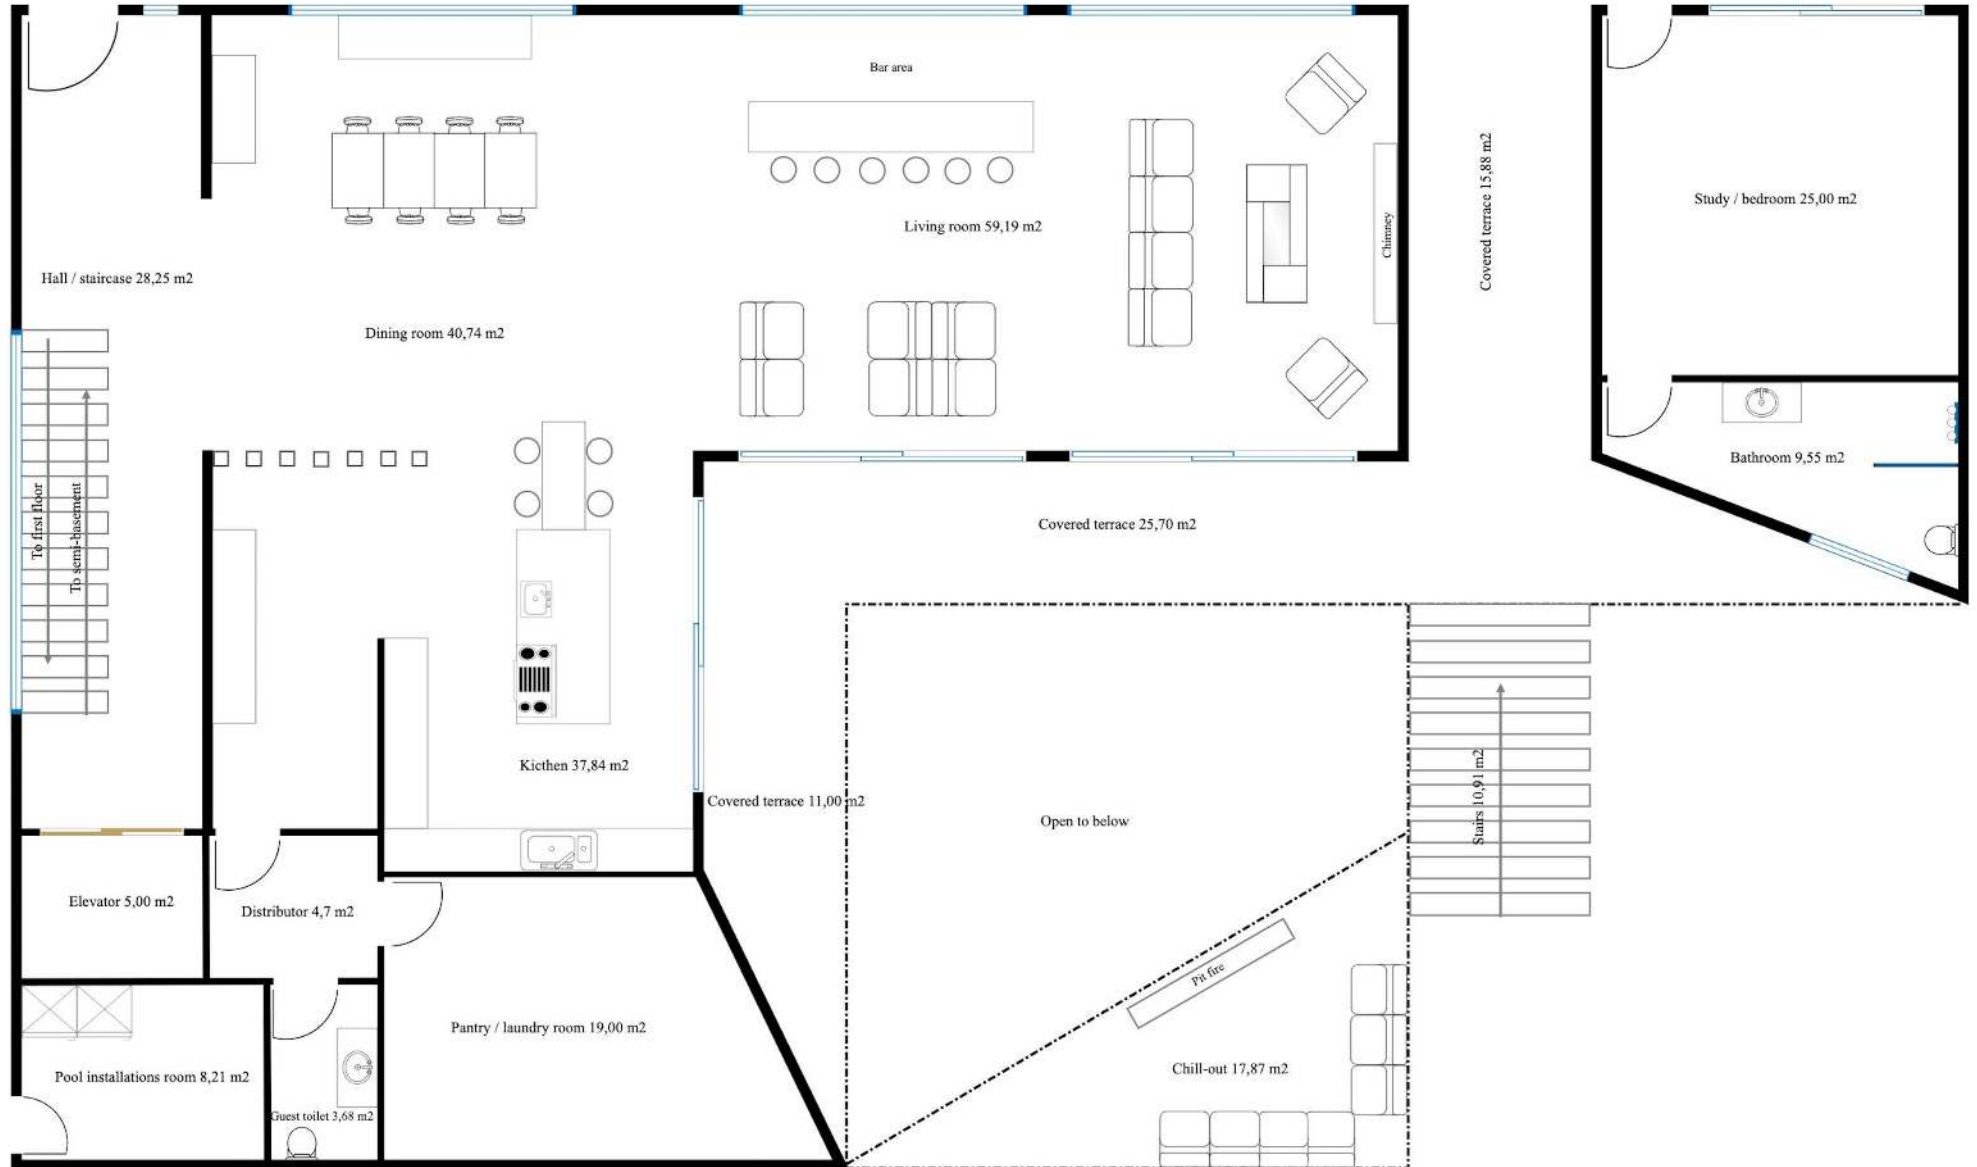 Bar area
Covered terrace 15,88 m2
Study / bedroom 25,00 m2
Living room 59,19 m2
Chimney
Hall / staircase 28,25 m2
Dining room 40,74 m2
Bathroom 9,55 m2
To first floor
To semi-basement
Covered terrace 25,70 m2
Kicthen 37,84 m2
Covered terrace 11,00 m2
Open to below
Stairs 10,91 m2
Elevator 5,00 m2
Distributor 4,7 m2
Pit fire
Pantry / laundry room 19,00 m2
Chill-out 17,87 m2
Pool installations room 8,21 m2
Guest toilet 3,68 m2